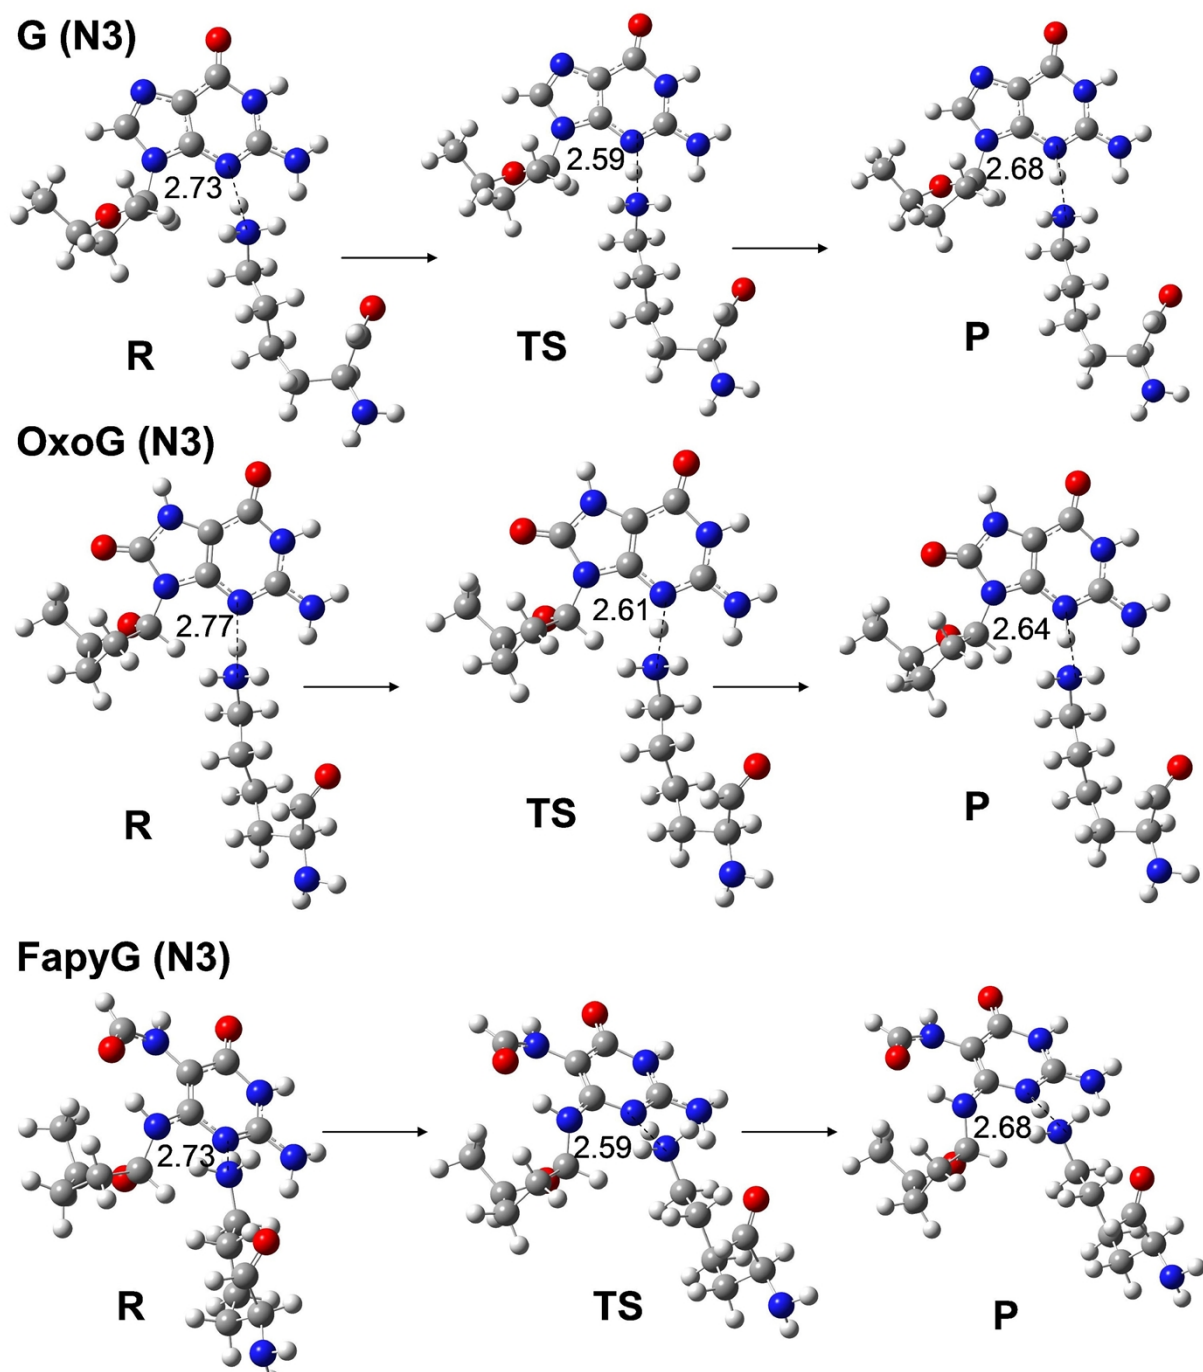 G (N3)
2.73
2.59
2.68
R
TS
P
OxoG (N3)
2.77
2.61
2.64
R
TS
P
FapyG (N3)
2.73
2.59
2.68
R
TS
P